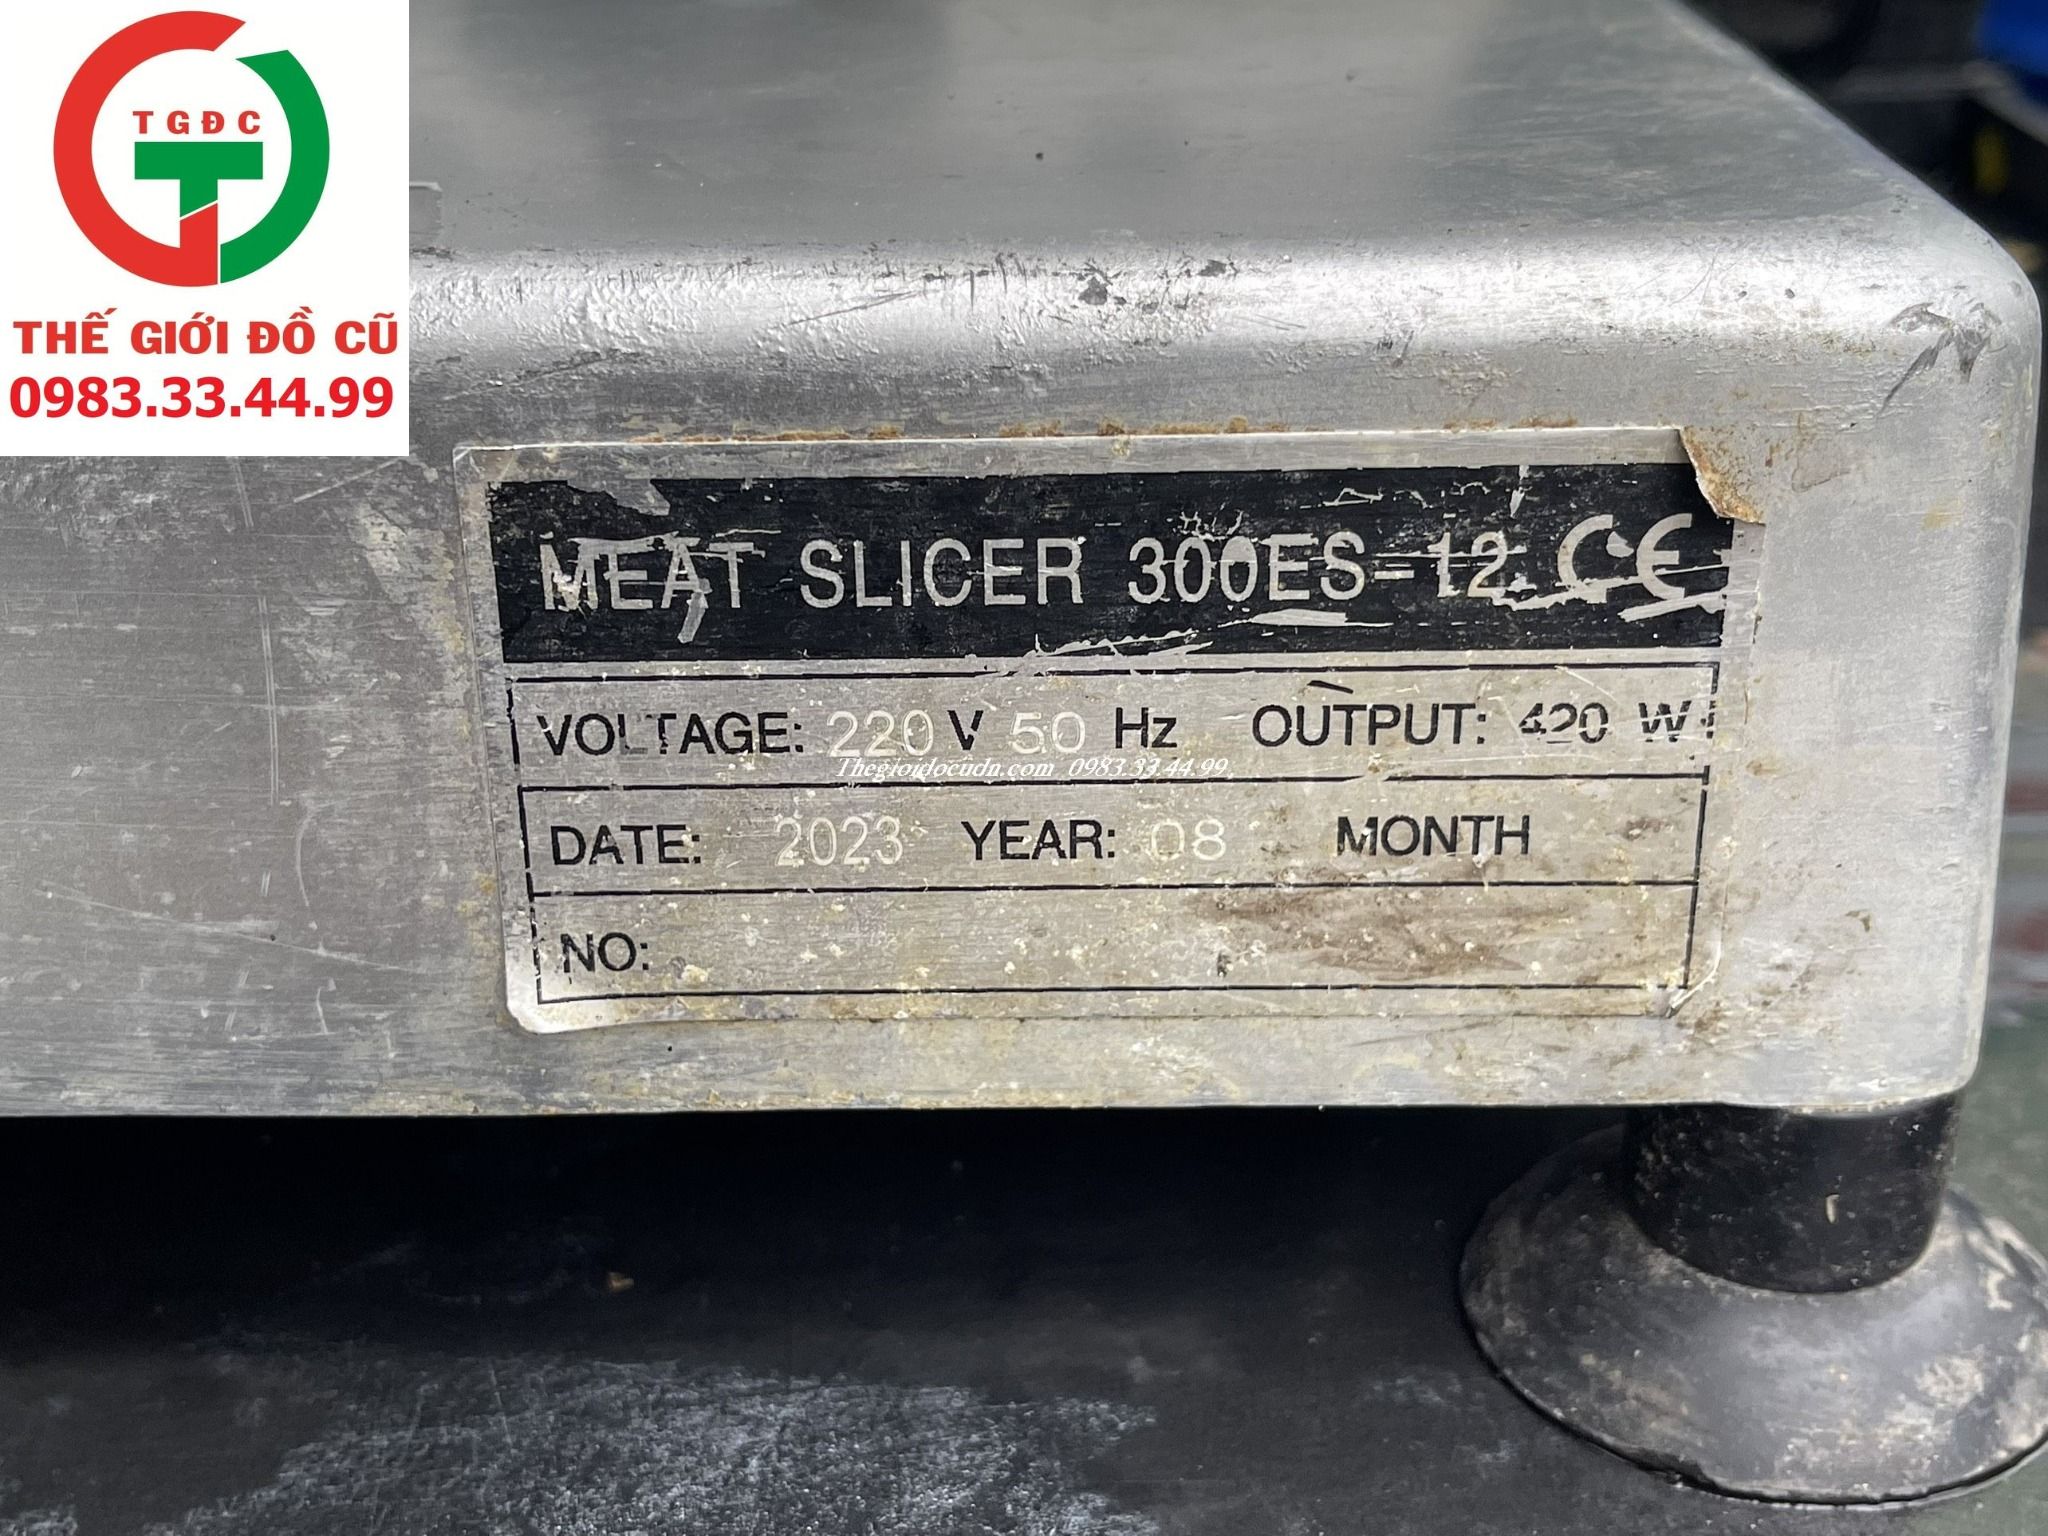 TGĐC
THẾ GIỚI ĐỒ CŨ
0983.33.44.99
MEAT SLICER 300ES-12 CE
VOLTAGE: 220 V 50 Hz OUTPUT: 420 W
Thegioidocudn.com 0983.33.44.99
DATE: 2023 YEAR: 08 MONTH
NO: